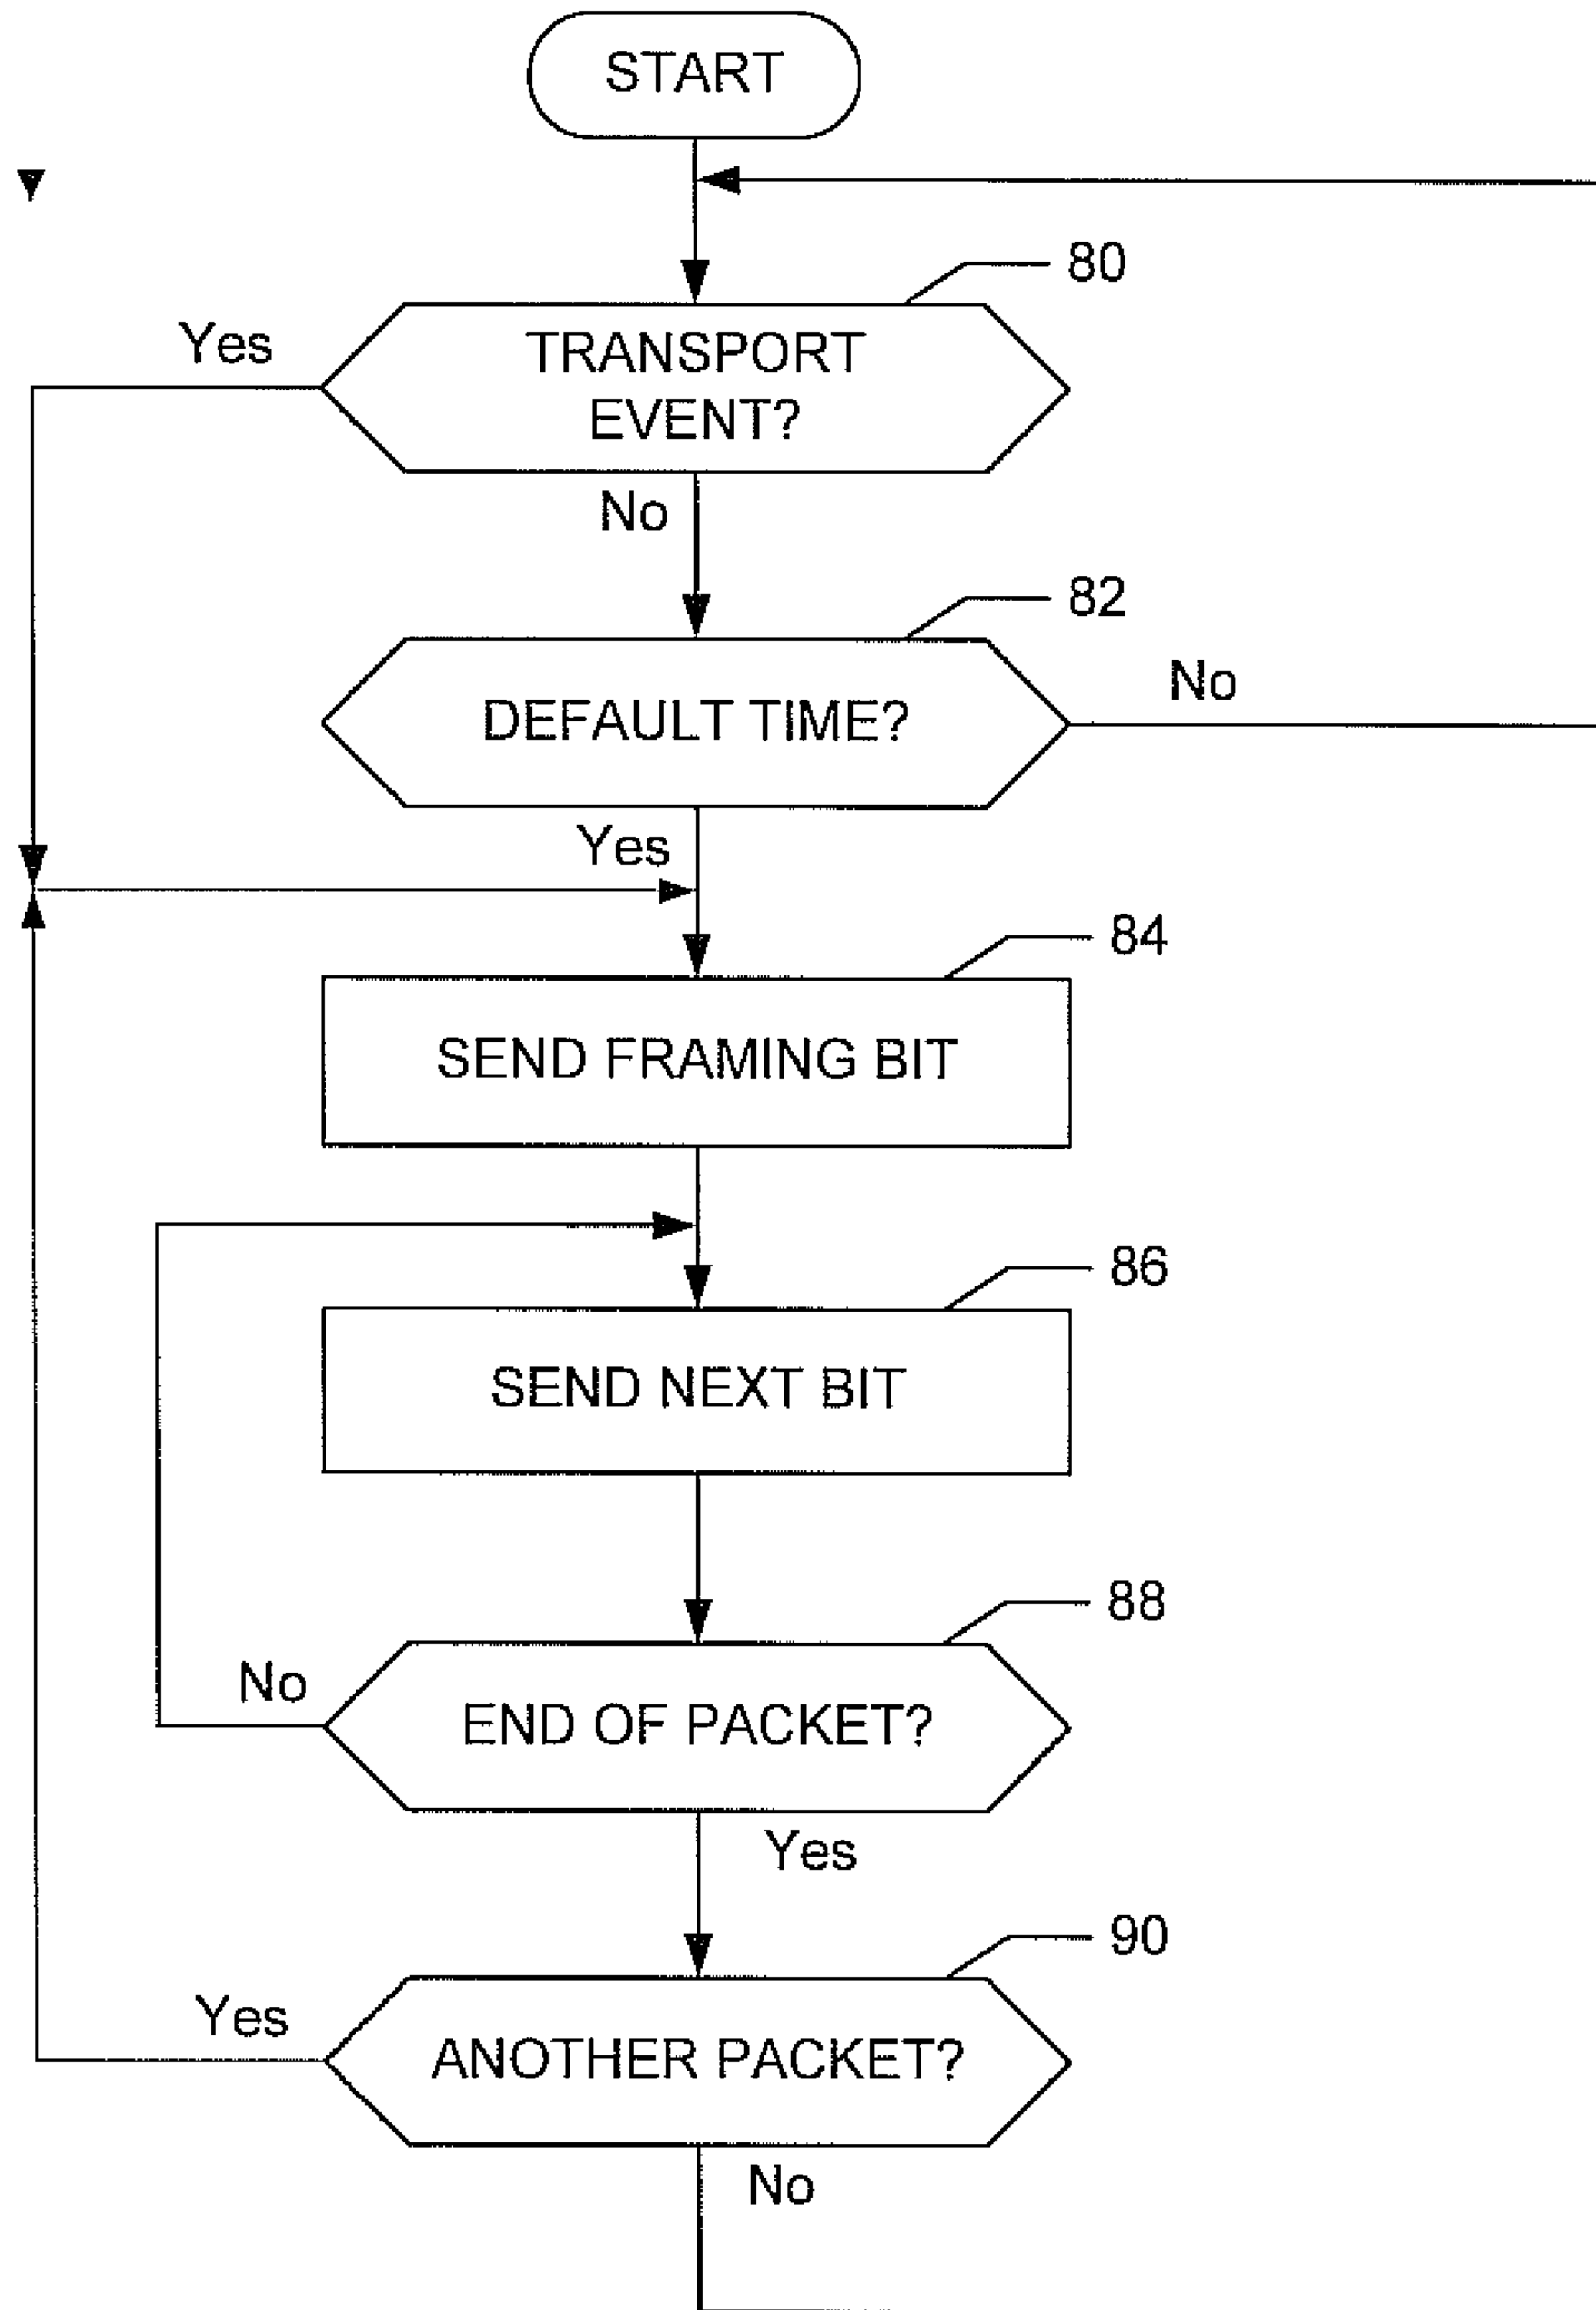 START
80
Yes
TRANSPORT
EVENT?
No
82
DEFAULT TIME?
No
Yes
84
SEND FRAMING BIT
86
SEND NEXT BIT
88
No
END OF PACKET?
Yes
90
Yes
ANOTHER PACKET?
No